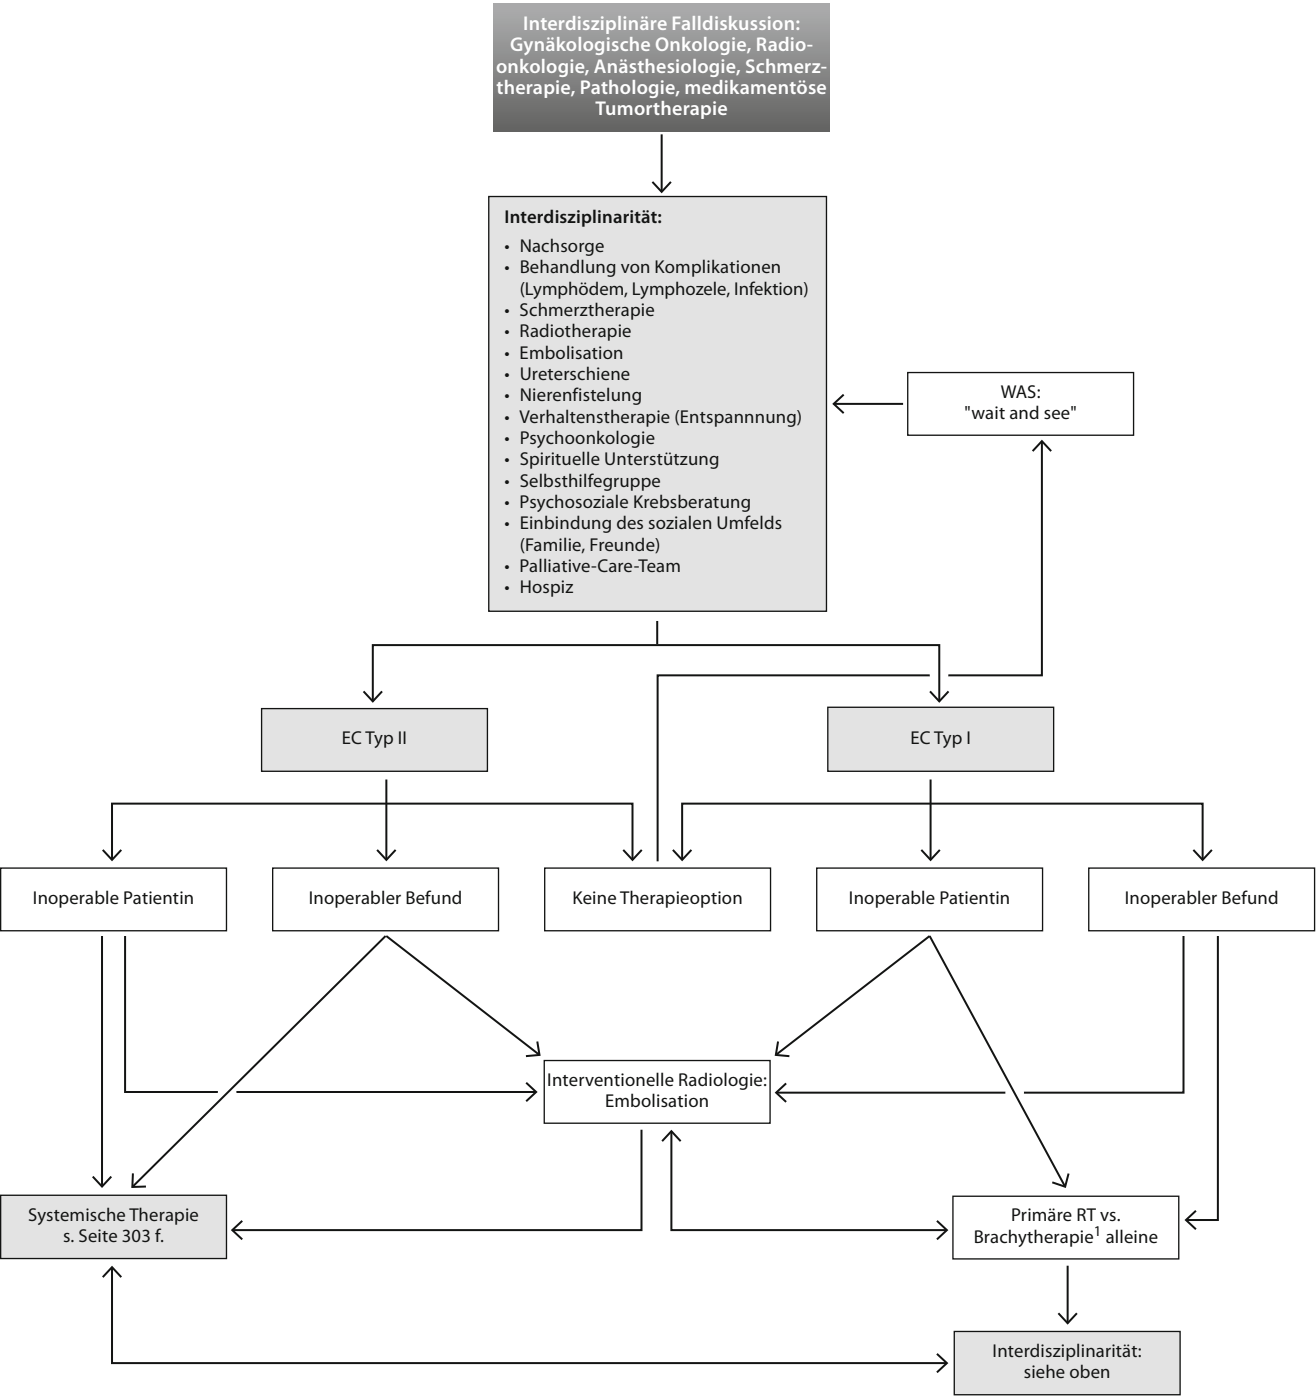 Interdisziplinäre Falldiskussion:
Gynäkologische Onkologie, Radio-
onkologie, Anästhesiologie, Schmerz-
therapie, Pathologie, medikamentöse
Tumortherapie
Interdisziplinarität:
• Nachsorge
• Behandlung von Komplikationen
(Lymphödem, Lymphozele, Infektion)
• Schmerztherapie
• Radiotherapie
• Embolisation
• Ureterschiene
• Nierenfistelung
• Verhaltenstherapie (Entspannnung)
• Psychoonkologie
• Spirituelle Unterstützung
• Selbsthilfegruppe
• Psychosoziale Krebsberatung
• Einbindung des sozialen Umfelds
(Familie, Freunde)
• Palliative-Care-Team
• Hospiz
WAS:
"wait and see"
EC Typ II
EC Typ I
Inoperable Patientin
Inoperabler Befund
Keine Therapieoption
Inoperable Patientin
Inoperabler Befund
Interventionelle Radiologie:
Embolisation
Systemische Therapie
s. Seite 303 f.
Primäre RT vs.
Brachytherapie¹ alleine
Interdisziplinarität:
siehe oben